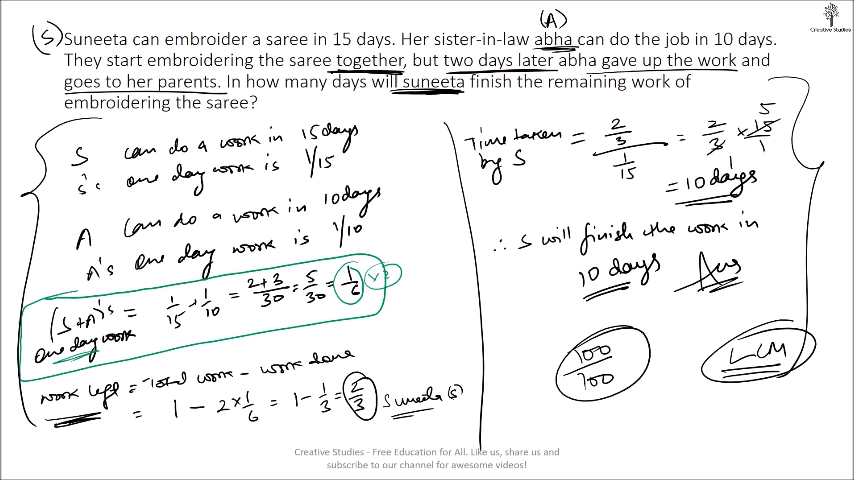 (A)
Creative Studies
(S) Suneeta can embroider a saree in 15 days. Her sister-in-law abha can do the job in 10 days.
They start embroidering the saree together, but two days later abha gave up the work and
goes to her parents. In how many days will suneeta finish the remaining work of
embroidering the saree?
S can do a work in 15 days
S's one day work is 1/15
A can do a work in 10 days
A's one day work is 1/10
(S+A)'s = 1/15 + 1/10 = 2+3/30 = 5/30 = 1/6 ×2
one day work
work left = Total work - work done
= 1 - 2×1/6 = 1 - 1/3 = 2/3 Suneeta (S)
Time taken by S = 2/3 / 1/15 = 2/3 × 15/1 5
1
= 10 days
∴ S will finish the work in
10 days Ans
100/100
LCM
Creative Studies - Free Education for All. Like us, share us and
subscribe to our channel for awesome videos!